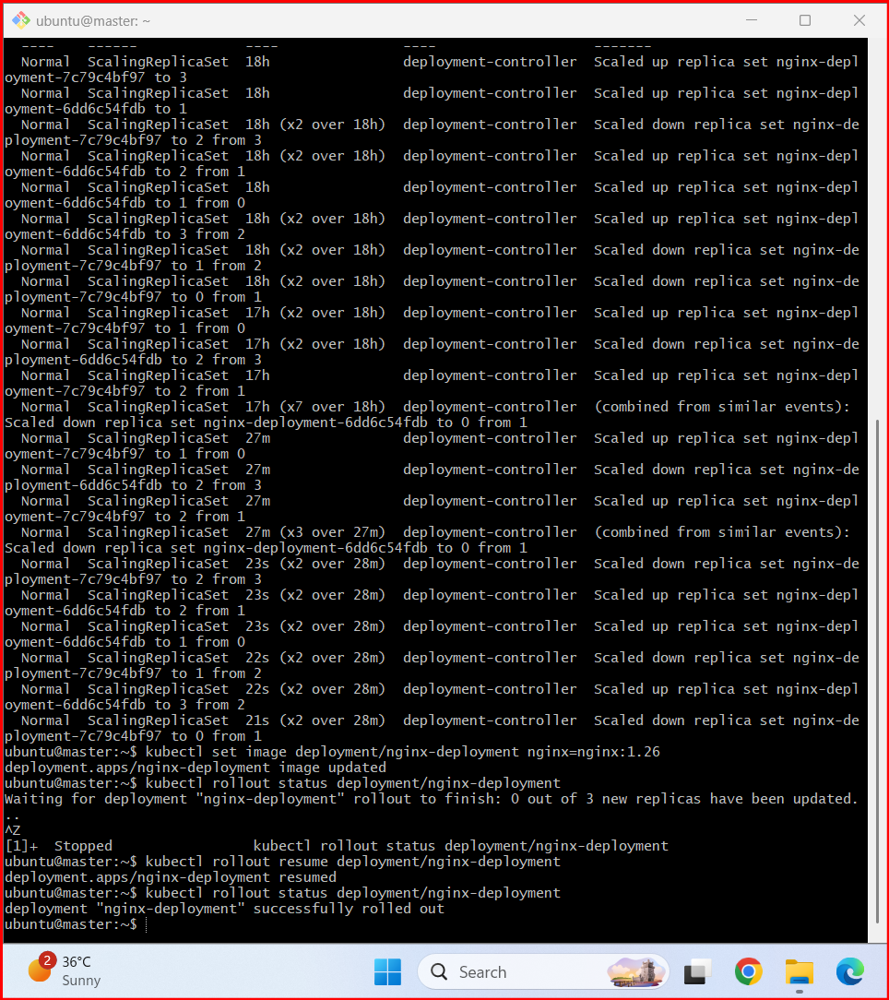 ubuntu@master: ~
----    ------             ----               ----                   -------
  Normal  ScalingReplicaSet  18h                deployment-controller  Scaled up replica set nginx-depl
oyment-7c79c4bf97 to 3
  Normal  ScalingReplicaSet  18h                deployment-controller  Scaled up replica set nginx-depl
oyment-6dd6c54fdb to 1
  Normal  ScalingReplicaSet  18h (x2 over 18h)  deployment-controller  Scaled down replica set nginx-de
ployment-7c79c4bf97 to 2 from 3
  Normal  ScalingReplicaSet  18h (x2 over 18h)  deployment-controller  Scaled up replica set nginx-depl
oyment-6dd6c54fdb to 2 from 1
  Normal  ScalingReplicaSet  18h                deployment-controller  Scaled up replica set nginx-depl
oyment-6dd6c54fdb to 1 from 0
  Normal  ScalingReplicaSet  18h (x2 over 18h)  deployment-controller  Scaled up replica set nginx-depl
oyment-6dd6c54fdb to 3 from 2
  Normal  ScalingReplicaSet  18h (x2 over 18h)  deployment-controller  Scaled down replica set nginx-de
ployment-7c79c4bf97 to 1 from 2
  Normal  ScalingReplicaSet  18h (x2 over 18h)  deployment-controller  Scaled down replica set nginx-de
ployment-7c79c4bf97 to 0 from 1
  Normal  ScalingReplicaSet  17h (x2 over 18h)  deployment-controller  Scaled up replica set nginx-depl
oyment-7c79c4bf97 to 1 from 0
  Normal  ScalingReplicaSet  17h (x2 over 18h)  deployment-controller  Scaled down replica set nginx-de
ployment-6dd6c54fdb to 2 from 3
  Normal  ScalingReplicaSet  17h                deployment-controller  Scaled up replica set nginx-depl
oyment-7c79c4bf97 to 2 from 1
  Normal  ScalingReplicaSet  17h (x7 over 18h)  deployment-controller  (combined from similar events):
Scaled down replica set nginx-deployment-6dd6c54fdb to 0 from 1
  Normal  ScalingReplicaSet  27m                deployment-controller  Scaled up replica set nginx-depl
oyment-7c79c4bf97 to 1 from 0
  Normal  ScalingReplicaSet  27m                deployment-controller  Scaled down replica set nginx-de
ployment-6dd6c54fdb to 2 from 3
  Normal  ScalingReplicaSet  27m                deployment-controller  Scaled up replica set nginx-depl
oyment-7c79c4bf97 to 2 from 1
  Normal  ScalingReplicaSet  27m (x3 over 27m)  deployment-controller  (combined from similar events):
Scaled down replica set nginx-deployment-6dd6c54fdb to 0 from 1
  Normal  ScalingReplicaSet  23s (x2 over 28m)  deployment-controller  Scaled down replica set nginx-de
ployment-7c79c4bf97 to 2 from 3
  Normal  ScalingReplicaSet  23s (x2 over 28m)  deployment-controller  Scaled up replica set nginx-depl
oyment-6dd6c54fdb to 2 from 1
  Normal  ScalingReplicaSet  23s (x2 over 28m)  deployment-controller  Scaled up replica set nginx-depl
oyment-6dd6c54fdb to 1 from 0
  Normal  ScalingReplicaSet  22s (x2 over 28m)  deployment-controller  Scaled down replica set nginx-de
ployment-7c79c4bf97 to 1 from 2
  Normal  ScalingReplicaSet  22s (x2 over 28m)  deployment-controller  Scaled up replica set nginx-depl
oyment-6dd6c54fdb to 3 from 2
  Normal  ScalingReplicaSet  21s (x2 over 28m)  deployment-controller  Scaled down replica set nginx-de
ployment-7c79c4bf97 to 0 from 1
ubuntu@master:~$ kubectl set image deployment/nginx-deployment nginx=nginx:1.26
deployment.apps/nginx-deployment image updated
ubuntu@master:~$ kubectl rollout status deployment/nginx-deployment
Waiting for deployment "nginx-deployment" rollout to finish: 0 out of 3 new replicas have been updated.
..
^Z
[1]+  Stopped                 kubectl rollout status deployment/nginx-deployment
ubuntu@master:~$ kubectl rollout resume deployment/nginx-deployment
deployment.apps/nginx-deployment resumed
ubuntu@master:~$ kubectl rollout status deployment/nginx-deployment
deployment "nginx-deployment" successfully rolled out
ubuntu@master:~$
2
36°C
Sunny
Search